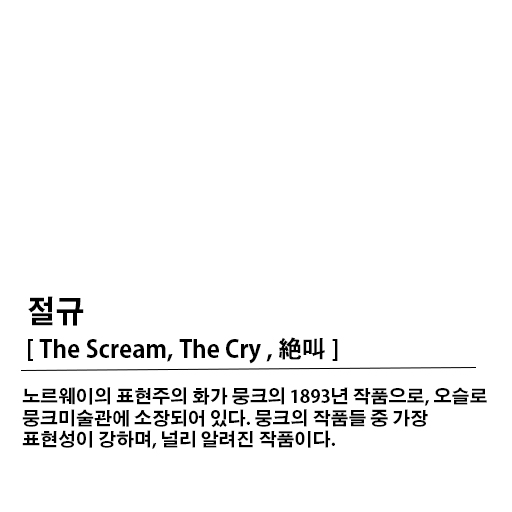 절규
[ The Scream, The Cry , 絶叫 ]
노르웨이의 표현주의 화가 뭉크의 1893년 작품으로, 오슬로
뭉크미술관에 소장되어 있다. 뭉크의 작품들 중 가장
표현성이 강하며, 널리 알려진 작품이다.